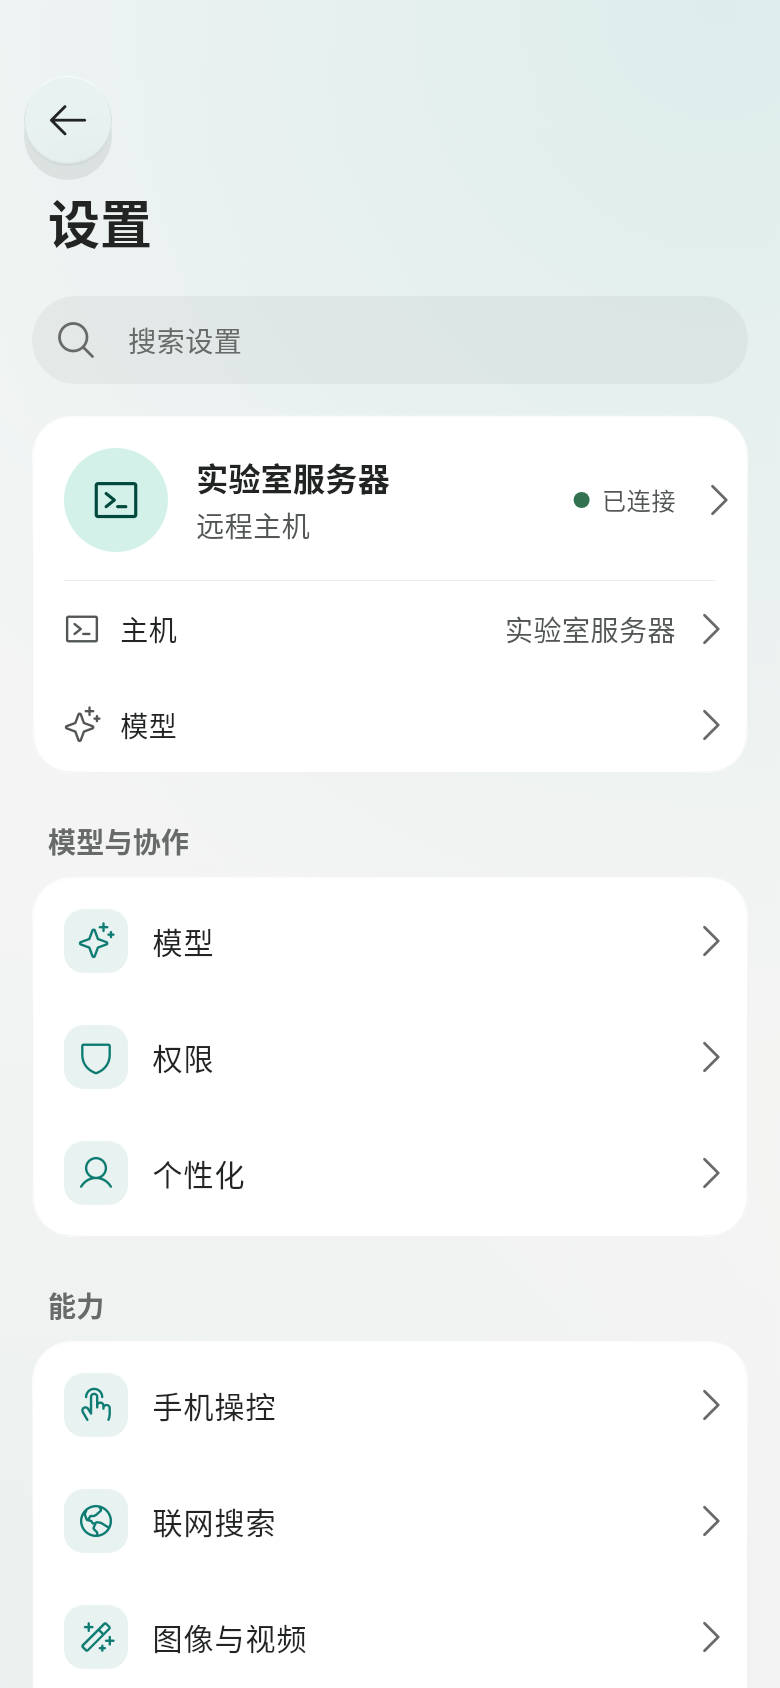 设置
搜索设置
实验室服务器
远程主机
已连接
主机
实验室服务器
模型
模型与协作
模型
权限
个性化
能力
手机操控
联网搜索
图像与视频